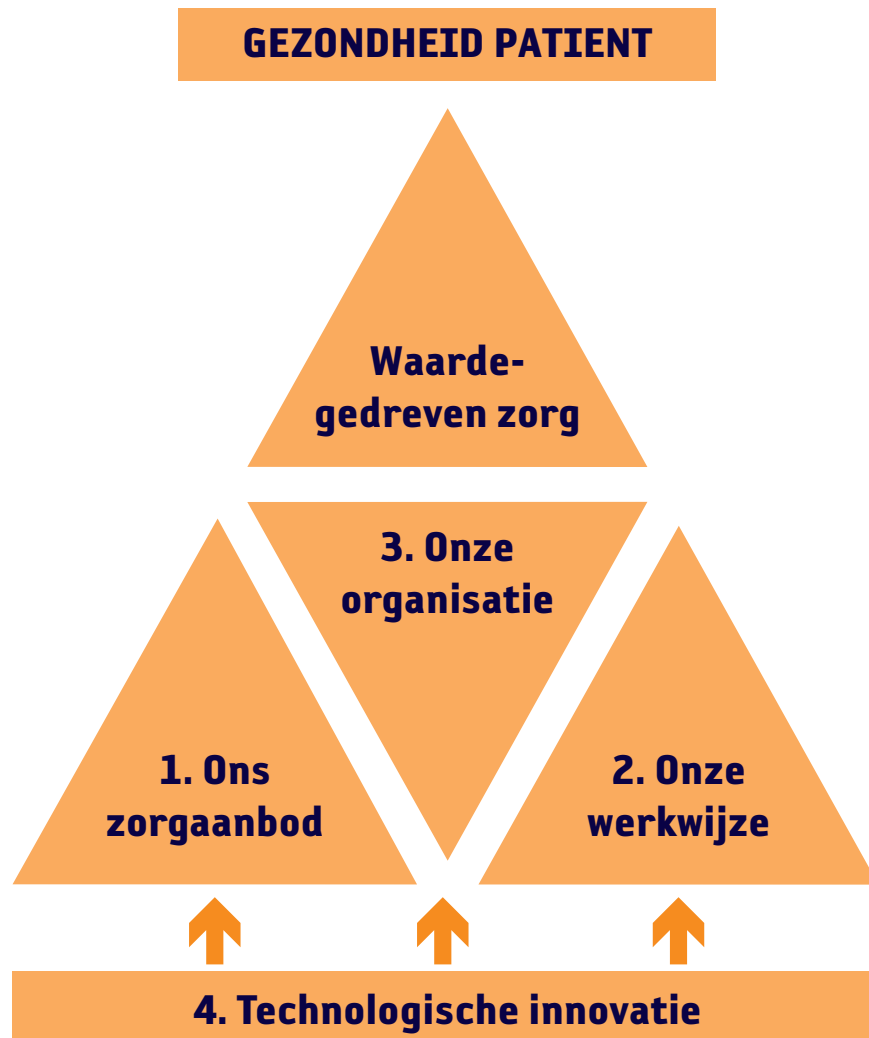 GEZONDHEID PATIENT
Waarde-
gedreven zorg
3. Onze
organisatie
1. Ons
zorgaanbod
2. Onze
werkwijze
4. Technologische innovatie